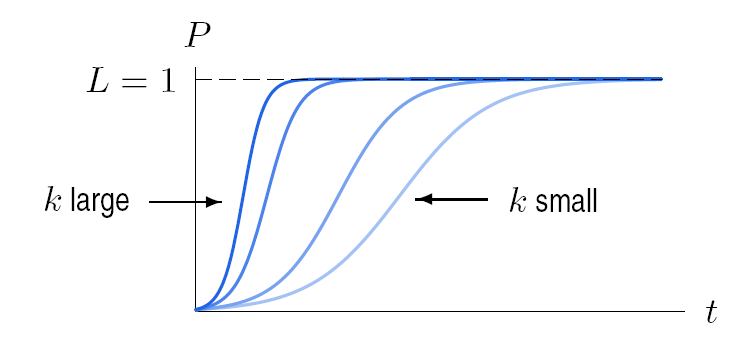 P
L = 1
k large
k small
t